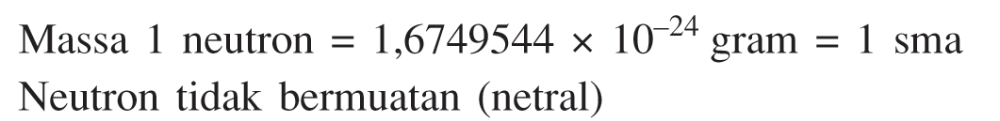 Massa 1 neutron = 1,6749544 × 10⁻²⁴ gram = 1 sma
Neutron tidak bermuatan (netral)